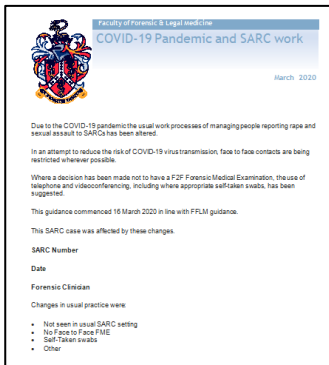 Faculty of Forensic & Legal Medicine
COVID-19 Pandemic and SARC work
March 2020
Due to the COVID-19 pandemic the usual work processes of managing people reporting rape and
sexual assault to SARCs has been altered.
In an attempt to reduce the risk of COVID-19 virus transmission, face to face contacts are being
restricted wherever possible.
Where a decision has been made not to have a F2F Forensic Medical Examination, the use of
telephone and videoconferencing, including where appropriate self-taken swabs, has been
suggested.
This guidance commenced 16 March 2020 in line with FFLM guidance.
This SARC case was affected by these changes.
SARC Number
Date
Forensic Clinician
Changes in usual practice were:
• Not seen in usual SARC setting
• No Face to Face FME
• Self-Taken swabs
• Other